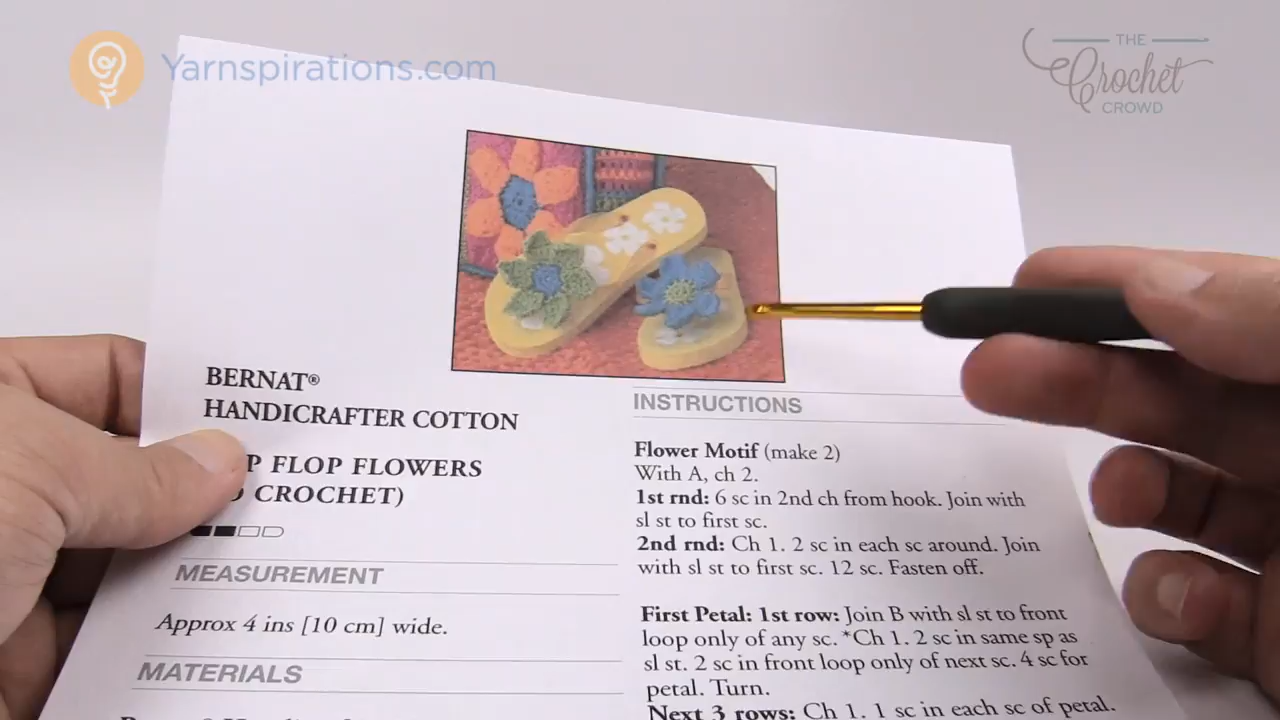 Yarnspirations.com
THE
Crochet
CROWD
BERNAT®
HANDICRAFTER COTTON
P FLOP FLOWERS
CROCHET)
MEASUREMENT
Approx 4 ins [10 cm] wide.
MATERIALS
INSTRUCTIONS
Flower Motif (make 2)
With A, ch 2.
1st rnd: 6 sc in 2nd ch from hook. Join with
sl st to first sc.
2nd rnd: Ch 1. 2 sc in each sc around. Join
with sl st to first sc. 12 sc. Fasten off.
First Petal: 1st row: Join B with sl st to front
loop only of any sc. *Ch 1. 2 sc in same sp as
sl st. 2 sc in front loop only of next sc. 4 sc for
petal. Turn.
Next 3 rows: Ch 1. 1 sc in each sc of petal.